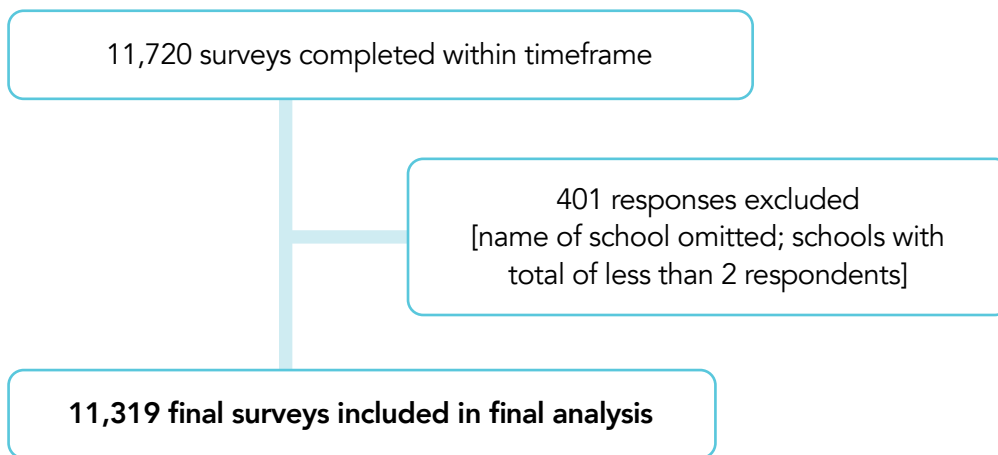 11,720 surveys completed within timeframe
401 responses excluded
[name of school omitted; schools with
total of less than 2 respondents]
11,319 final surveys included in final analysis